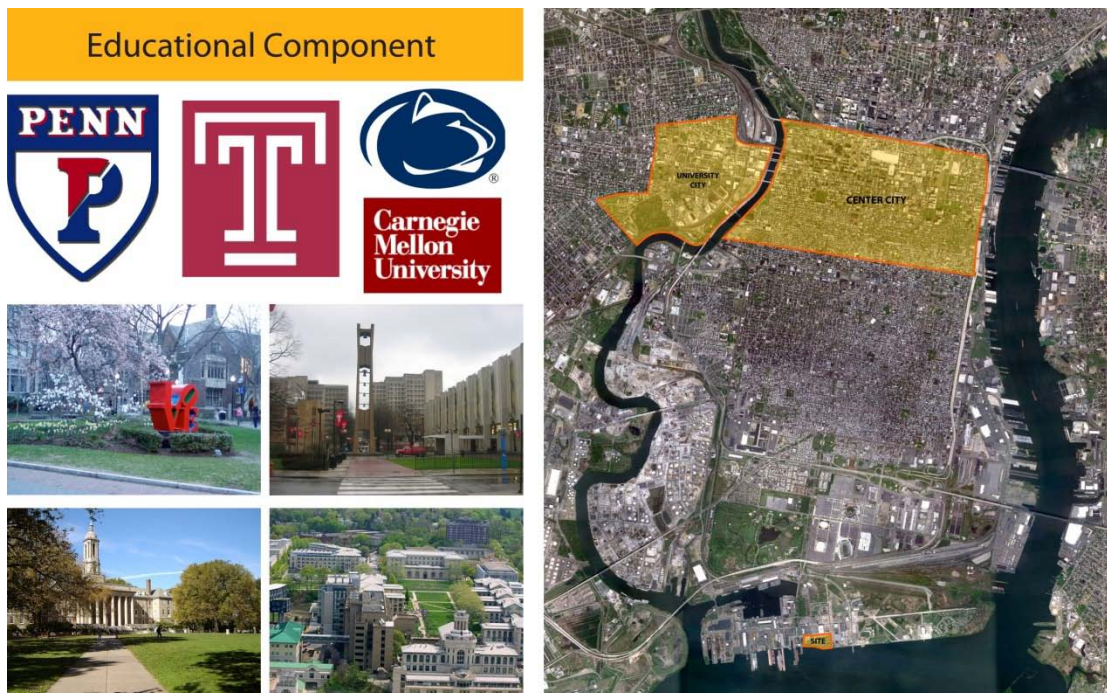 Educational Component
PENN
P
T
®
Carnegie
Mellon
University
UNIVERSITY
CITY
CENTER CITY
SITE